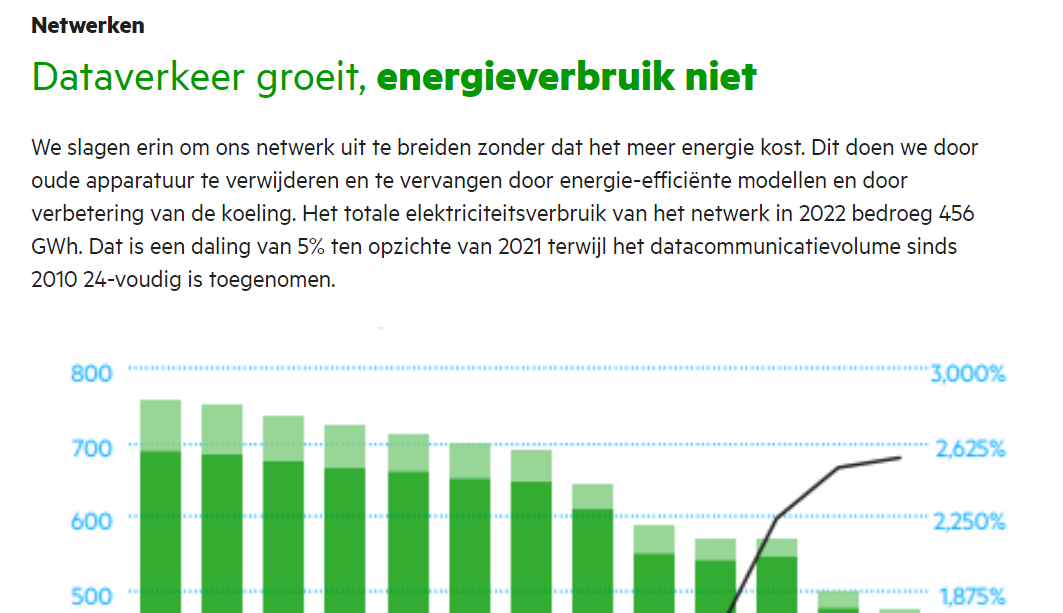 Netwerken
Dataverkeer groeit, energieverbruik niet
We slagen erin om ons netwerk uit te breiden zonder dat het meer energie kost. Dit doen we door
oude apparatuur te verwijderen en te vervangen door energie-efficiënte modellen en door
verbetering van de koeling. Het totale elektriciteitsverbruik van het netwerk in 2022 bedroeg 456
GWh. Dat is een daling van 5% ten opzichte van 2021 terwijl het datacommunicatievolume sinds
2010 24-voudig is toegenomen.
800 3,000%
700 2,625%
600 2,250%
500 1,875%